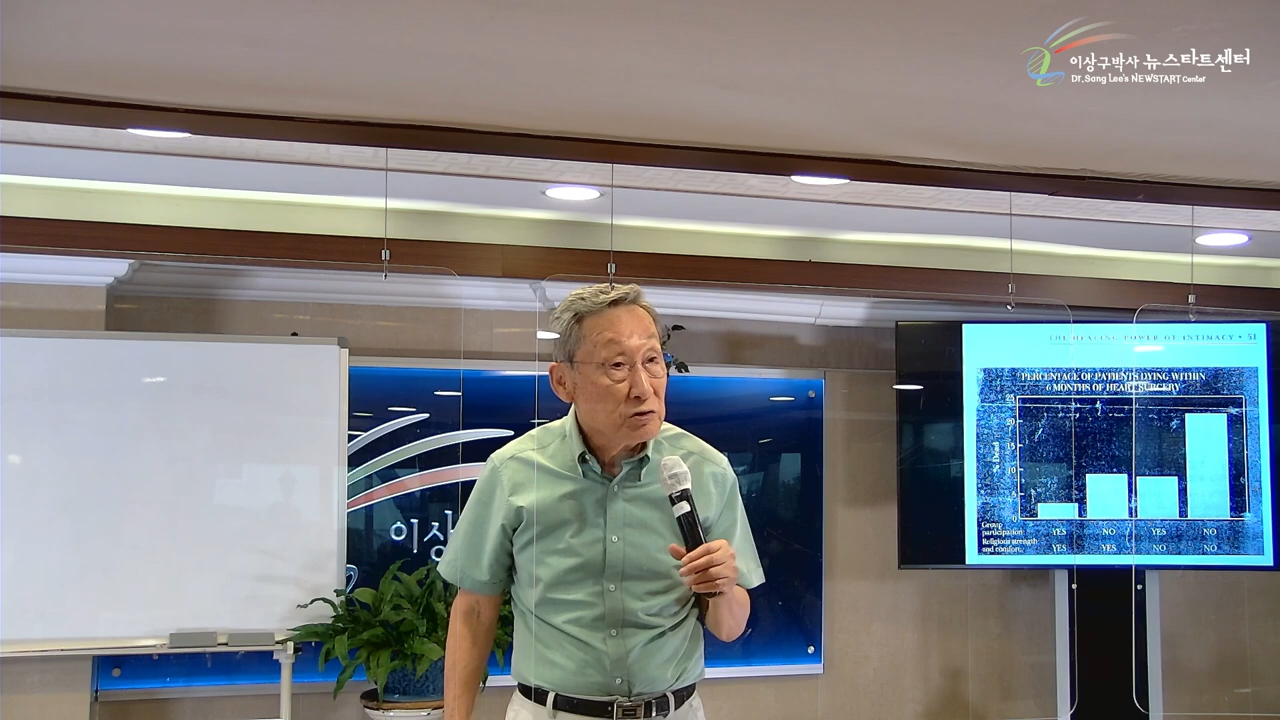 이상구박사 뉴스타트센터
Dr. Sang Lee's NEWSTART Center
THE HEALING POWER OF INTIMACY • 51
PERCENTAGE OF PATIENTS DYING WITHIN
6 MONTHS OF HEART SURGERY
25
20
15
10
5
0
% Dead
Group
participation: YES NO YES NO
Religious strength
and comfort: YES YES NO NO
이상